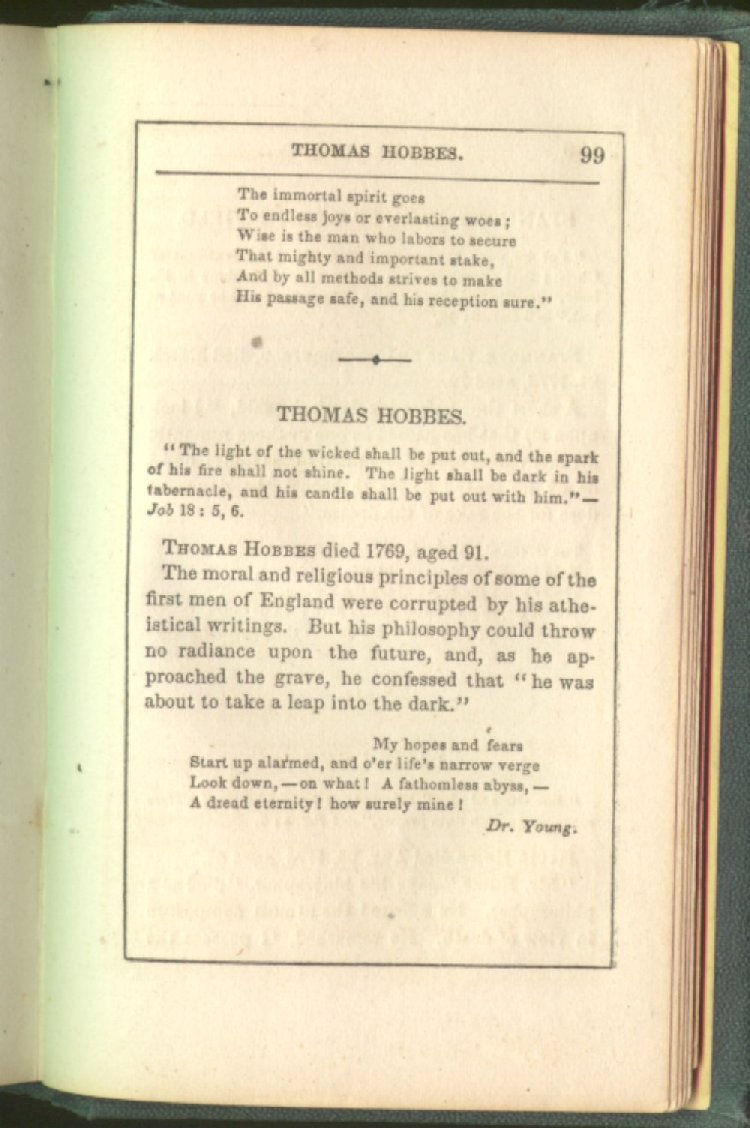 THOMAS HOBBES. 99
The immortal spirit goes
To endless joys or everlasting woes;
Wise is the man who labors to secure
That mighty and important stake,
And by all methods strives to make
His passage safe, and his reception sure."
THOMAS HOBBES.
"The light of the wicked shall be put out, and the spark
of his fire shall not shine. The light shall be dark in his
tabernacle, and his candle shall be put out with him."—
Job 18: 5, 6.
THOMAS HOBBES died 1769, aged 91.
The moral and religious principles of some of the
first men of England were corrupted by his athe-
istical writings. But his philosophy could throw
no radiance upon the future, and, as he ap-
proached the grave, he confessed that "he was
about to take a leap into the dark."
My hopes and fears
Start up alarmed, and o'er life's narrow verge
Look down,—on what! A fathomless abyss,—
A dread eternity! how surely mine!
Dr. Young.